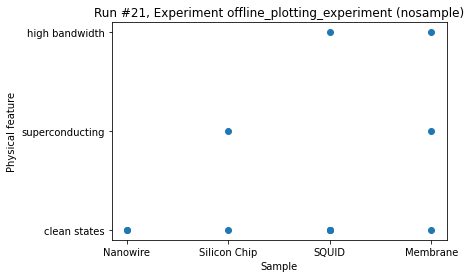 Run #21, Experiment offline_plotting_experiment (nosample)
high bandwidth
superconducting
clean states
Physical feature
Nanowire Silicon Chip SQUID Membrane
Sample